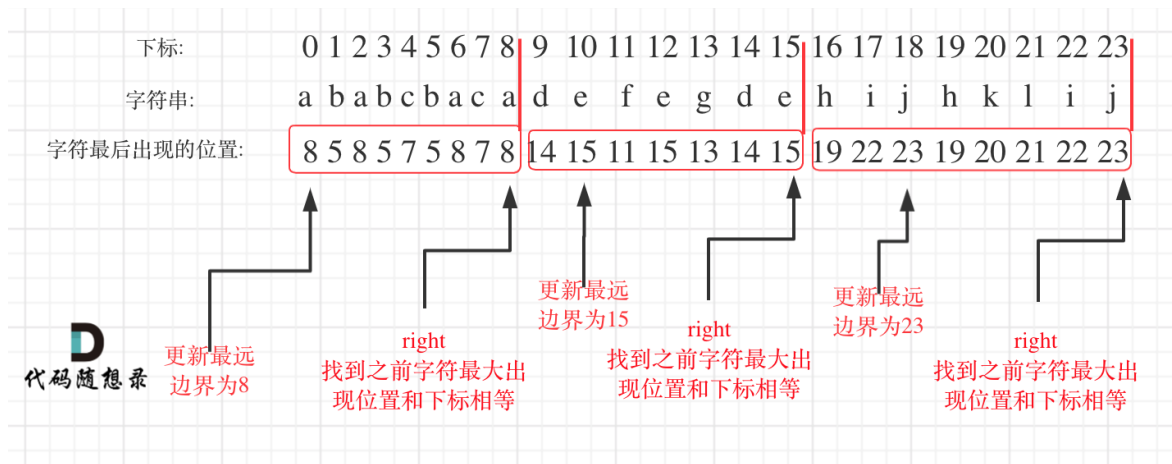 下标: 0 1 2 3 4 5 6 7 8 9 10 11 12 13 14 15 16 17 18 19 20 21 22 23
字符串: a b a b c b a c a d e f e g d e h i j h k l i j
字符最后出现的位置: 8 5 8 5 7 5 8 7 8 14 15 11 15 13 14 15 19 22 23 19 20 21 22 23
更新最远
边界为8
right
找到之前字符最大出
现位置和下标相等
更新最远
边界为15
right
找到之前字符最大出
现位置和下标相等
更新最远
边界为23
right
找到之前字符最大出
现位置和下标相等
代码随想录